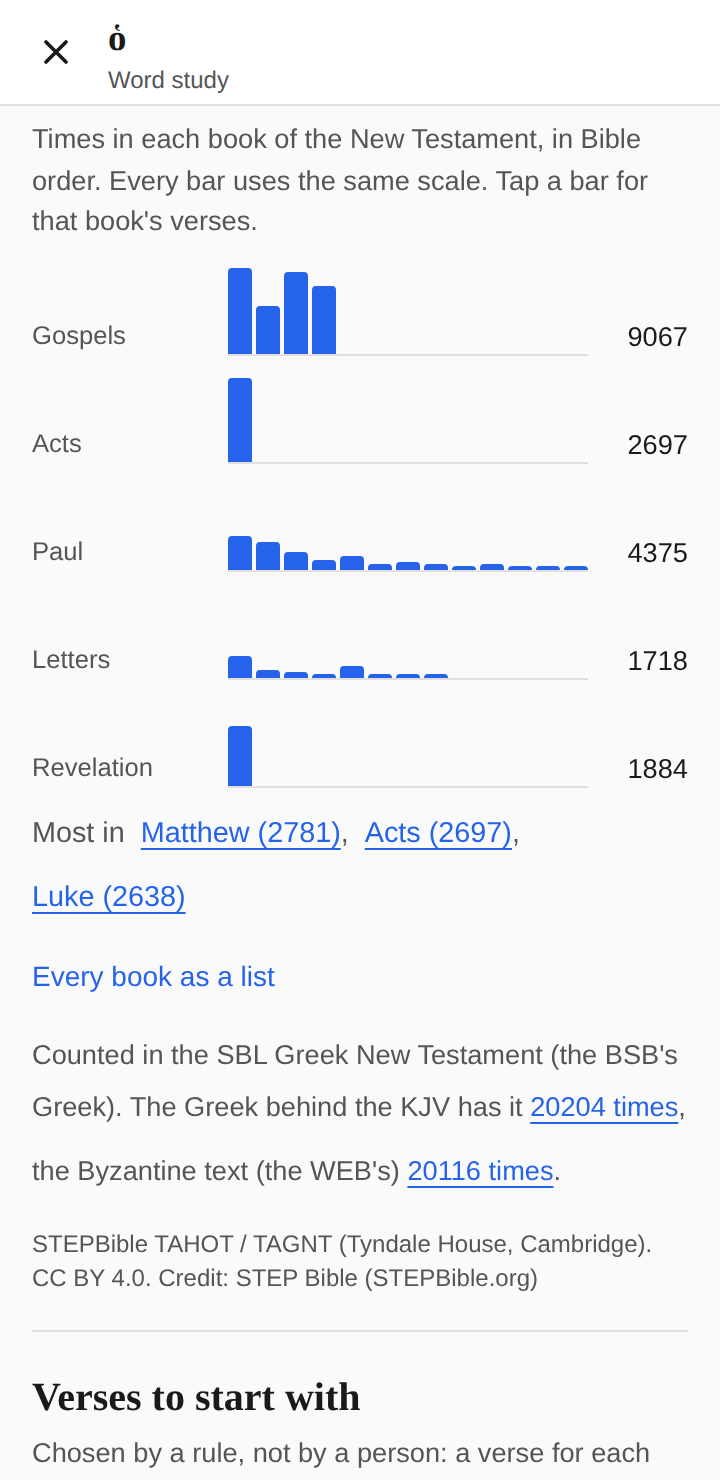 ὁ
Word study
Times in each book of the New Testament, in Bible
order. Every bar uses the same scale. Tap a bar for
that book's verses.
Gospels 9067
Acts 2697
Paul 4375
Letters 1718
Revelation 1884
Most in Matthew (2781), Acts (2697),
Luke (2638)
Every book as a list
Counted in the SBL Greek New Testament (the BSB's
Greek). The Greek behind the KJV has it 20204 times,
the Byzantine text (the WEB's) 20116 times.
STEPBible TAHOT / TAGNT (Tyndale House, Cambridge).
CC BY 4.0. Credit: STEP Bible (STEPBible.org)
Verses to start with
Chosen by a rule, not by a person: a verse for each